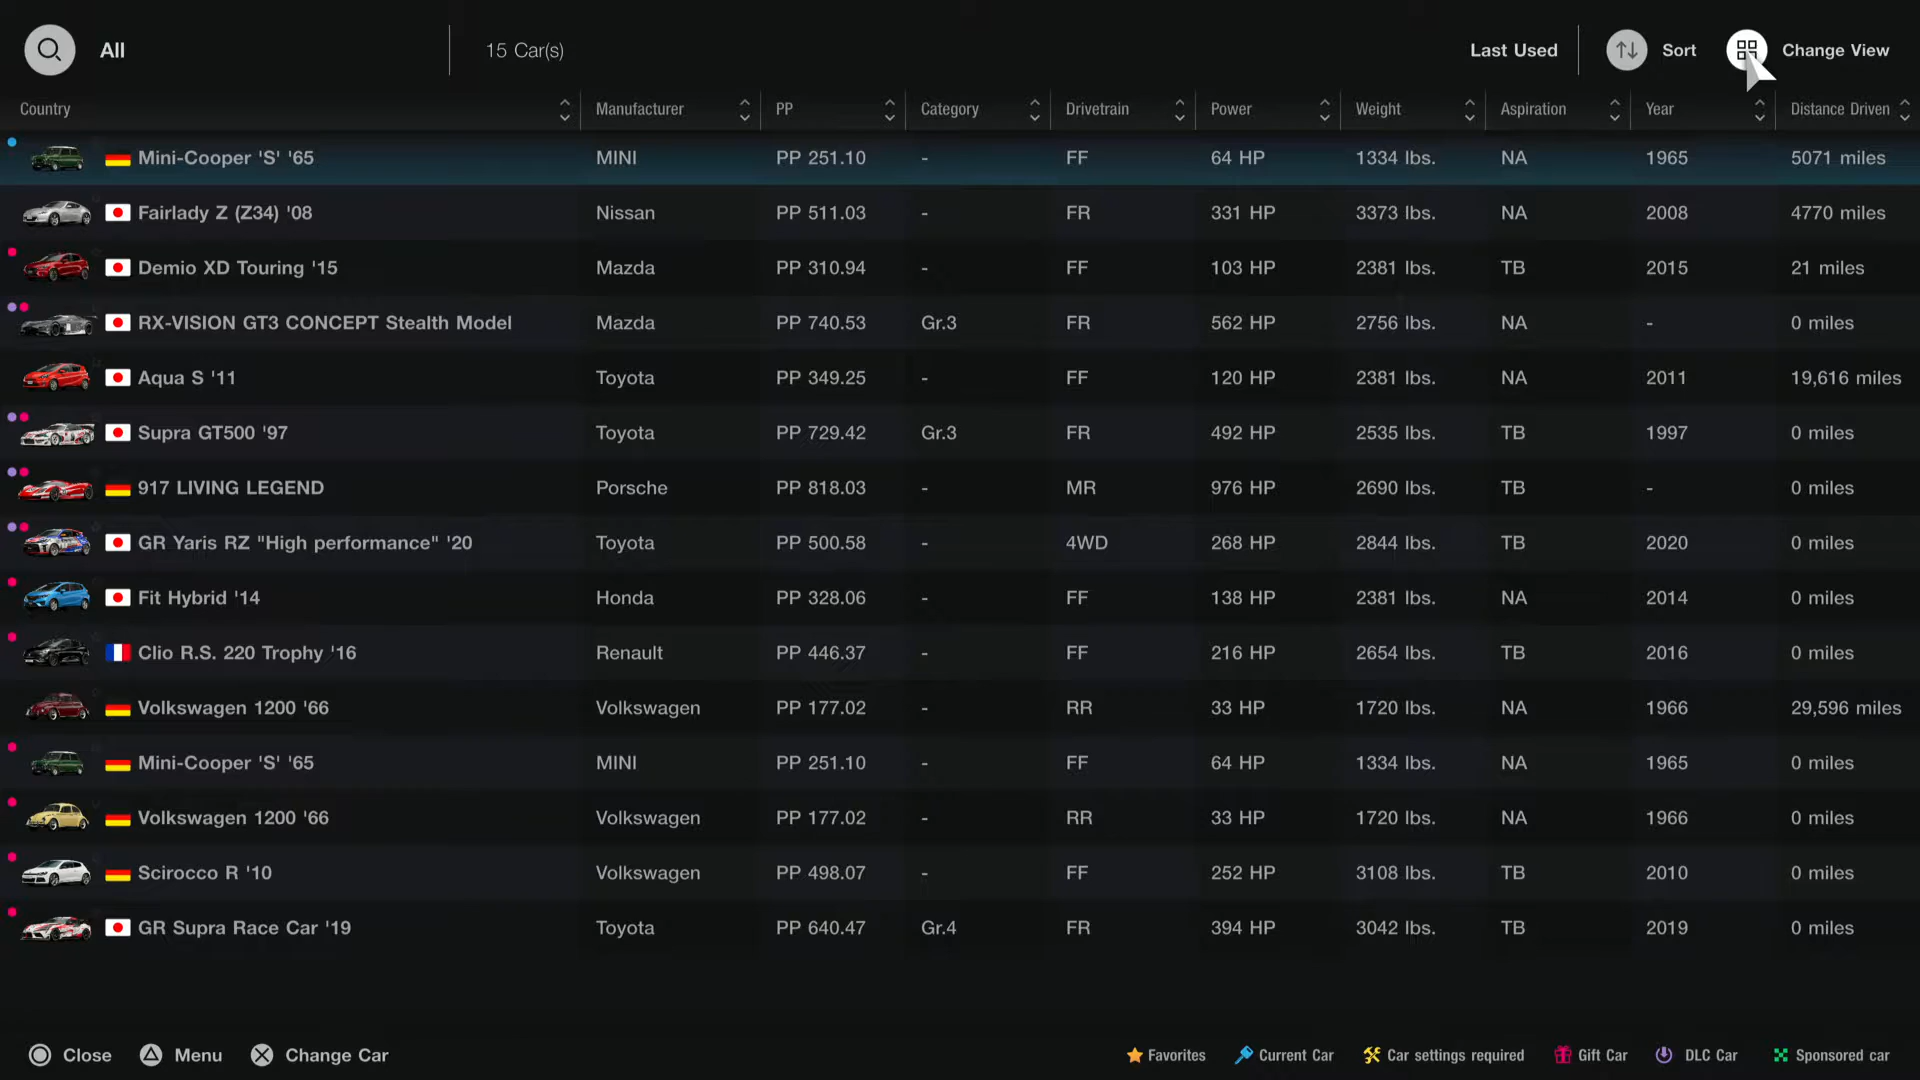 All
15 Car(s)
Last Used
Sort
Change View
Country Manufacturer PP Category Drivetrain Power Weight Aspiration Year Distance Driven
Mini-Cooper 'S' '65 MINI PP 251.10 - FF 64 HP 1334 lbs. NA 1965 5071 miles
Fairlady Z (Z34) '08 Nissan PP 511.03 - FR 331 HP 3373 lbs. NA 2008 4770 miles
Demio XD Touring '15 Mazda PP 310.94 - FF 103 HP 2381 lbs. TB 2015 21 miles
RX-VISION GT3 CONCEPT Stealth Model Mazda PP 740.53 Gr.3 FR 562 HP 2756 lbs. NA - 0 miles
Aqua S '11 Toyota PP 349.25 - FF 120 HP 2381 lbs. NA 2011 19,616 miles
Supra GT500 '97 Toyota PP 729.42 Gr.3 FR 492 HP 2535 lbs. TB 1997 0 miles
917 LIVING LEGEND Porsche PP 818.03 - MR 976 HP 2690 lbs. TB - 0 miles
GR Yaris RZ "High performance" '20 Toyota PP 500.58 - 4WD 268 HP 2844 lbs. TB 2020 0 miles
Fit Hybrid '14 Honda PP 328.06 - FF 138 HP 2381 lbs. NA 2014 0 miles
Clio R.S. 220 Trophy '16 Renault PP 446.37 - FF 216 HP 2654 lbs. TB 2016 0 miles
Volkswagen 1200 '66 Volkswagen PP 177.02 - RR 33 HP 1720 lbs. NA 1966 29,596 miles
Mini-Cooper 'S' '65 MINI PP 251.10 - FF 64 HP 1334 lbs. NA 1965 0 miles
Volkswagen 1200 '66 Volkswagen PP 177.02 - RR 33 HP 1720 lbs. NA 1966 0 miles
Scirocco R '10 Volkswagen PP 498.07 - FF 252 HP 3108 lbs. TB 2010 0 miles
GR Supra Race Car '19 Toyota PP 640.47 Gr.4 FR 394 HP 3042 lbs. TB 2019 0 miles
Close Menu Change Car Favorites Current Car Car settings required Gift Car DLC Car Sponsored car